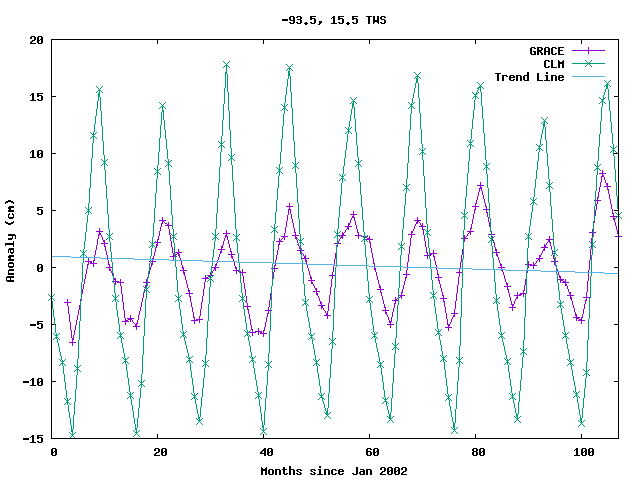 -93.5, 15.5 TWS
GRACE
CLM
Trend Line
20
15
10
5
0
-5
-10
-15
Anomaly (cm)
0 20 40 60 80 100
Months since Jan 2002